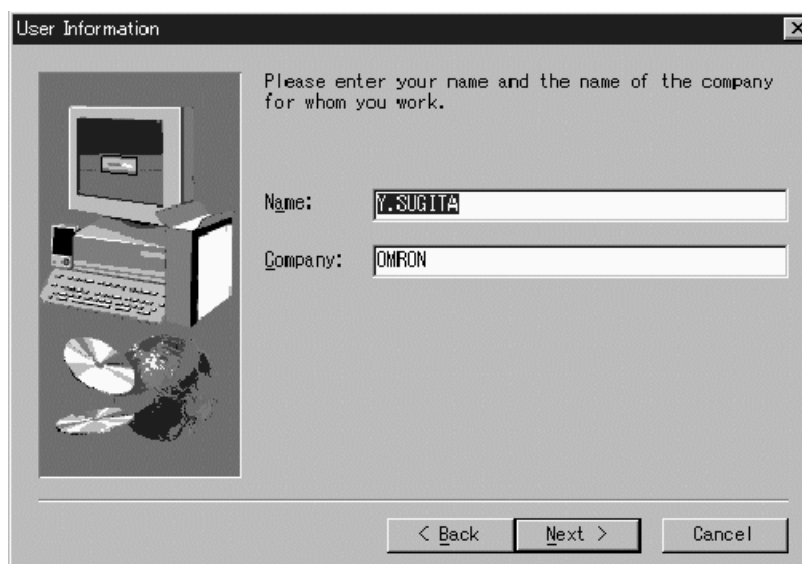 User Information
Please enter your name and the name of the company
for whom you work.
Name: Y.SUGITA
Company: OMRON
< Back Next > Cancel